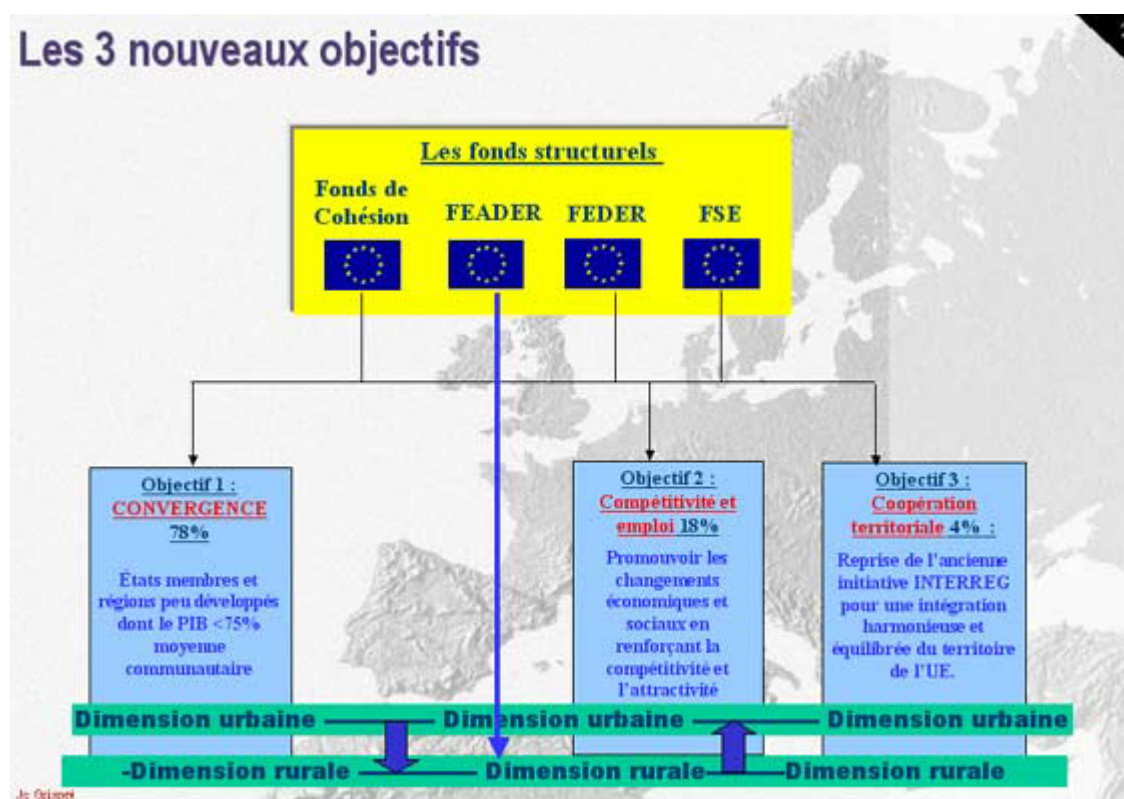 Les 3 nouveaux objectifs
Les fonds structurels
Fonds de
Cohésion
FEADER
FEDER
FSE
Objectif 1 :
CONVERGENCE
78%
États membres et
régions peu développés
dont le PIB <75%
moyenne
communautaire
Objectif 2 :
Compétitivité et
emploi 18%
Promouvoir les
changements
économiques et
sociaux en
renforçant la
compétitivité et
l'attractivité
Objectif 3 :
Coopération
territoriale 4% :
Reprise de l'ancienne
initiative INTERREG
pour une intégration
harmonieuse et
équilibrée du territoire
de l'UE.
Dimension urbaine Dimension urbaine Dimension urbaine
-Dimension rurale Dimension rurale Dimension rurale